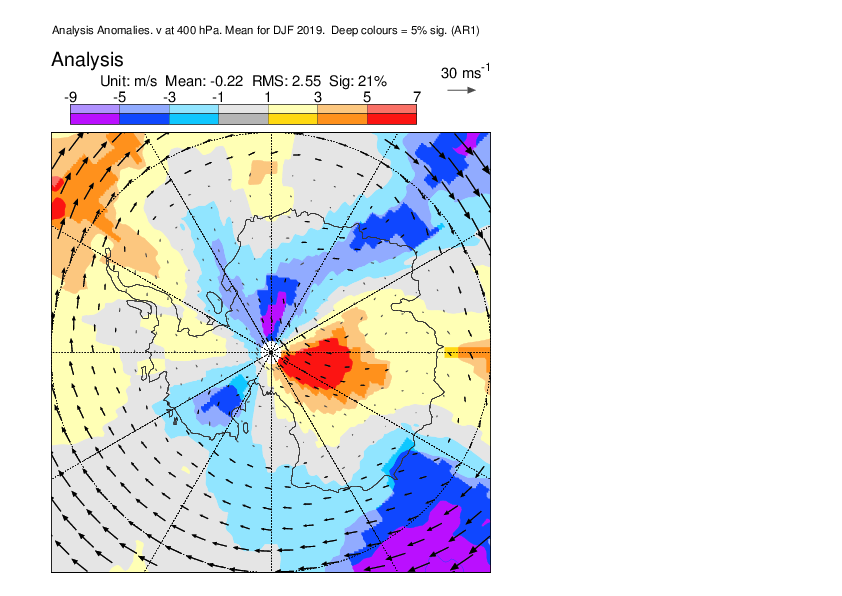 Analysis Anomalies. v at 400 hPa. Mean for DJF 2019.  Deep colours = 5% sig. (AR1)
Analysis
30 ms-1
Unit: m/s  Mean: -0.22  RMS: 2.55  Sig: 21%
-9 -5 -3 -1 1 3 5 7